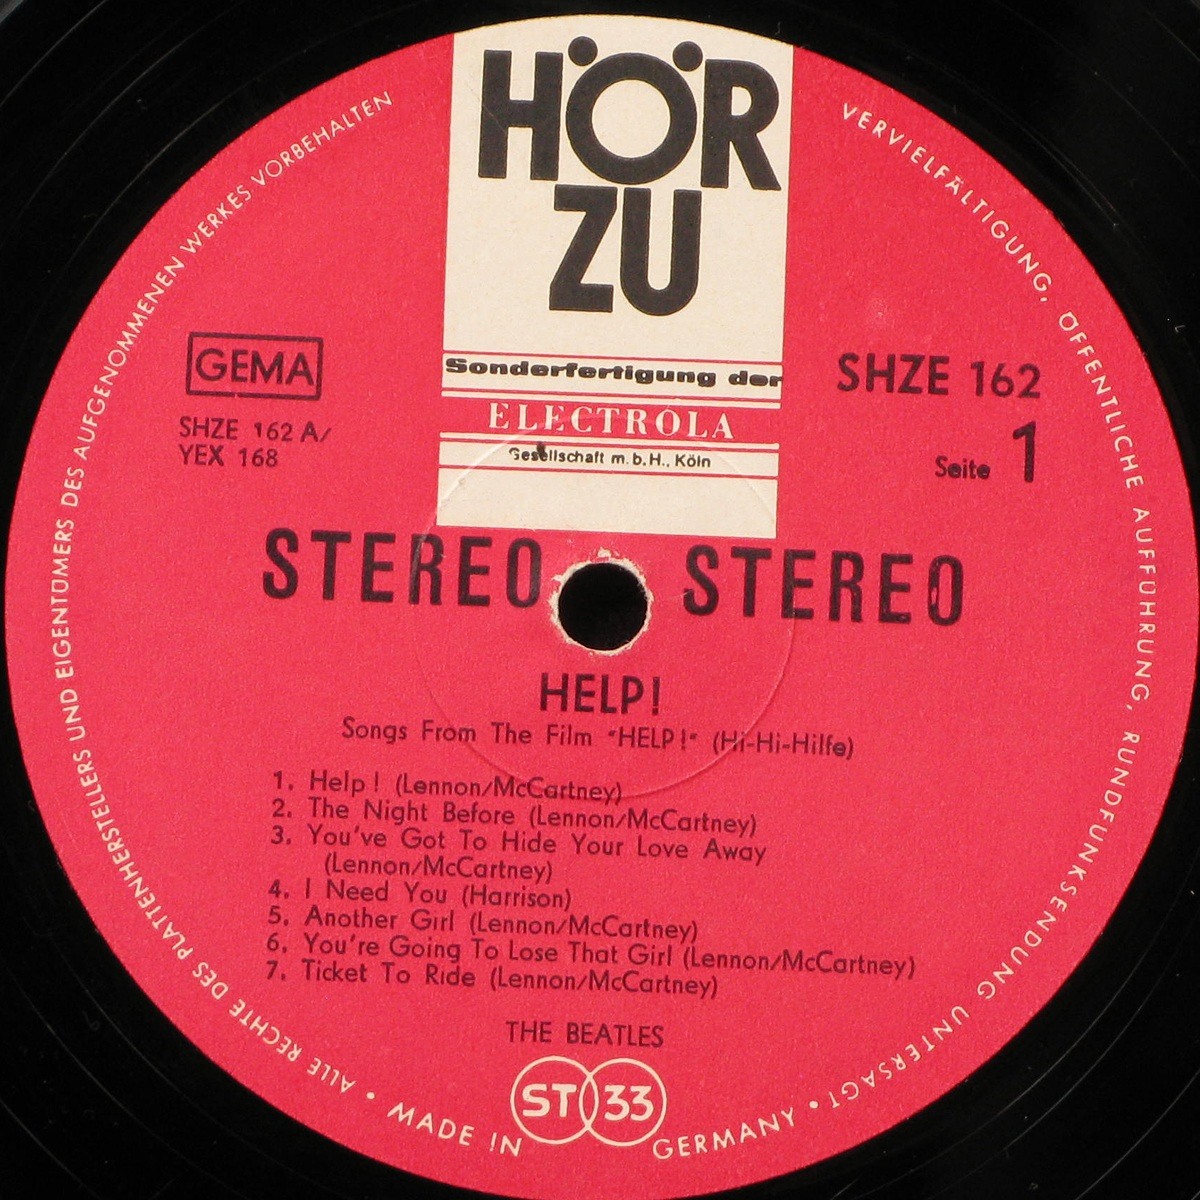 HÖR
ZU
Sonderfertigung der
ELECTROLA
Gesellschaft m.b.H., Köln
GEMA
SHZE 162 A/
YEX 168
SHZE 162
Seite 1
STEREO STEREO
HELP!
Songs From The Film "HELP!" (Hi-Hi-Hilfe)
1. Help! (Lennon/McCartney)
2. The Night Before (Lennon/McCartney)
3. You've Got To Hide Your Love Away
(Lennon/McCartney)
4. I Need You (Harrison)
5. Another Girl (Lennon/McCartney)
6. You're Going To Lose That Girl (Lennon/McCartney)
7. Ticket To Ride (Lennon/McCartney)
THE BEATLES
ST 33
ALLE RECHTE DES PLATTENHERSTELLERS UND EIGENTÜMERS DES AUFGENOMMENEN WERKES VORBEHALTEN
VERVIELFÄLTIGUNG, ÖFFENTLICHE AUFFÜHRUNG, RUNDFUNKSENDUNG UNTERSAGT •
• MADE IN GERMANY